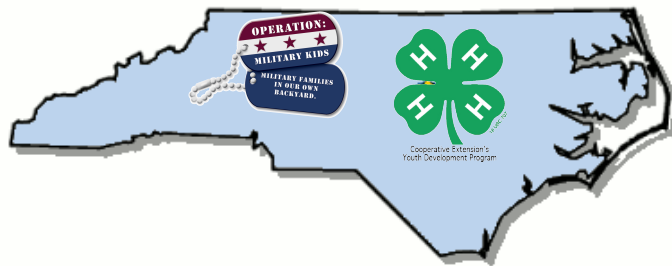 OPERATION:
MILITARY KIDS
MILITARY FAMILIES
IN OUR OWN
BACKYARD.
H H
H H
Cooperative Extension's
Youth Development Program